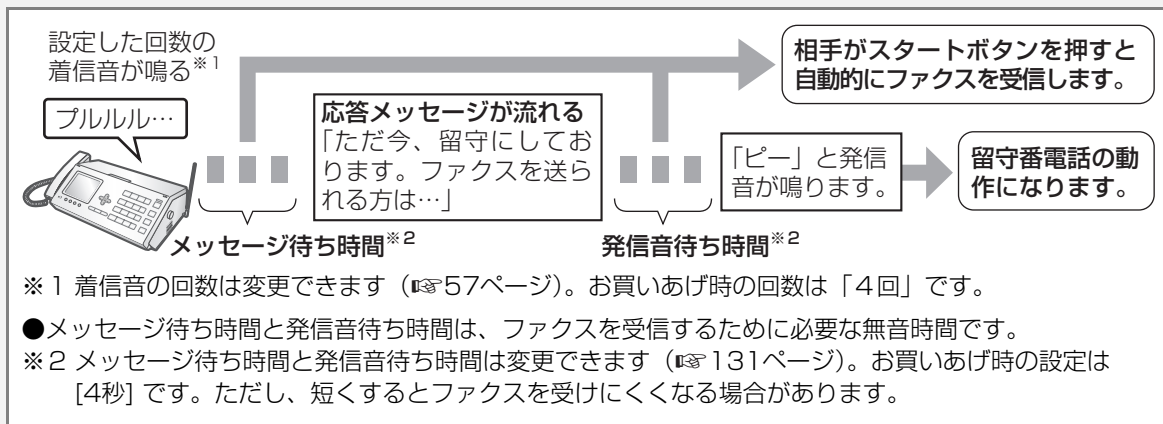 設定した回数の
着信音が鳴る※1
プルルル…
相手がスタートボタンを押すと
自動的にファクスを受信します。
応答メッセージが流れる
「ただ今、留守にしてお
ります。ファクスを送ら
れる方は…」
「ピー」と発信
音が鳴ります。
留守番電話の動
作になります。
メッセージ待ち時間※2
発信音待ち時間※2
※1 着信音の回数は変更できます（☞57ページ）。お買いあげ時の回数は「4回」です。
●メッセージ待ち時間と発信音待ち時間は、ファクスを受信するために必要な無音時間です。
※2 メッセージ待ち時間と発信音待ち時間は変更できます（☞131ページ）。お買いあげ時の設定は
[4秒] です。ただし、短くするとファクスを受けにくくなる場合があります。